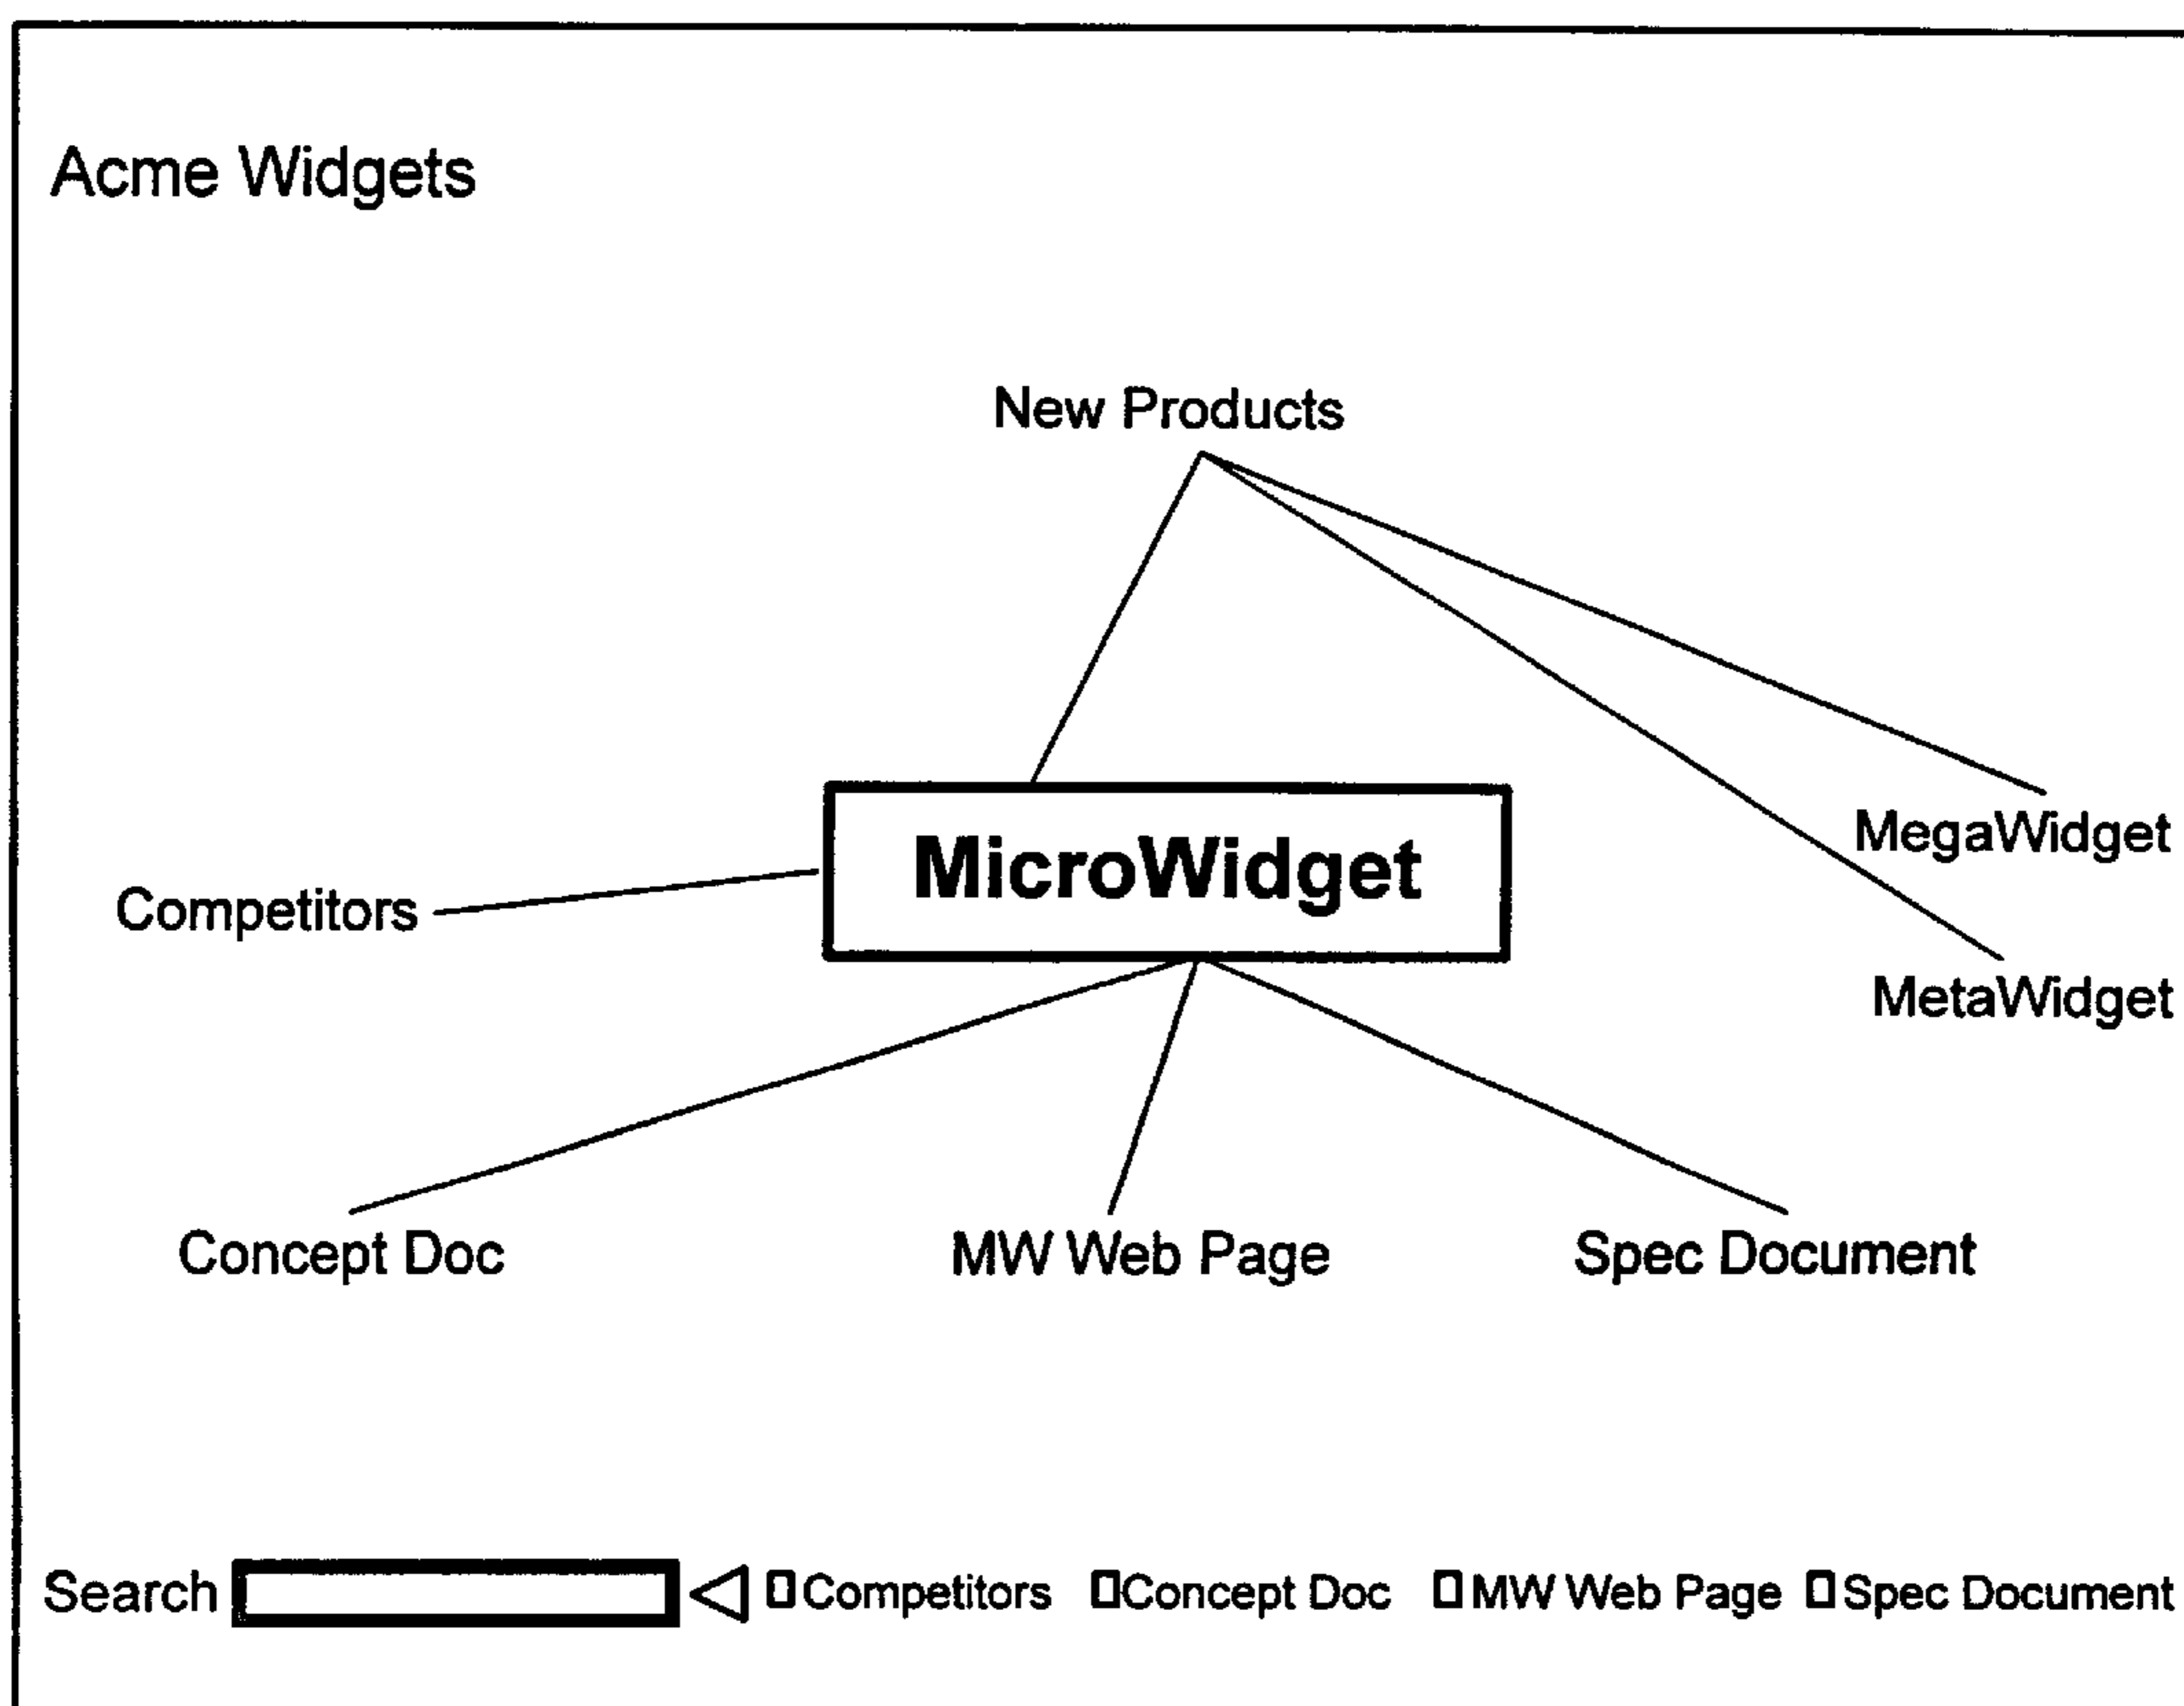 Acme Widgets
New Products
MicroWidget
MegaWidget
Competitors
MetaWidget
Concept Doc MW Web Page Spec Document
Search Competitors Concept Doc MW Web Page Spec Document